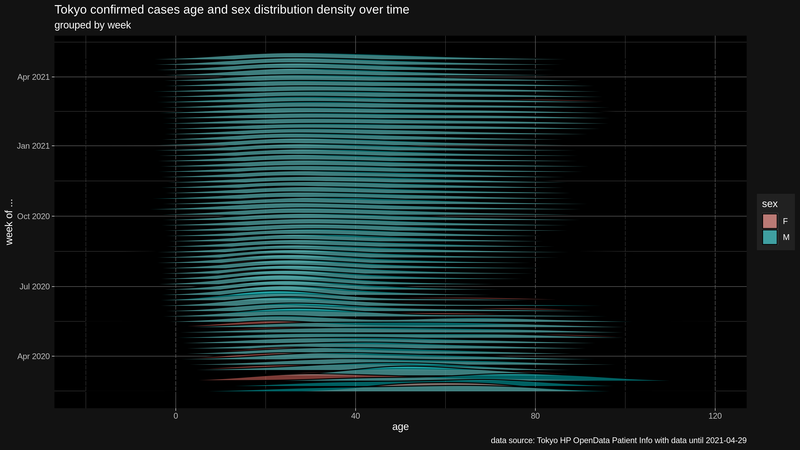 Tokyo confirmed cases age and sex distribution density over time
grouped by week
Apr 2021
Jan 2021
Oct 2020
Jul 2020
Apr 2020
week of ...
0
40
80
120
age
sex
F
M
data source: Tokyo HP OpenData Patient Info with data until 2021-04-29